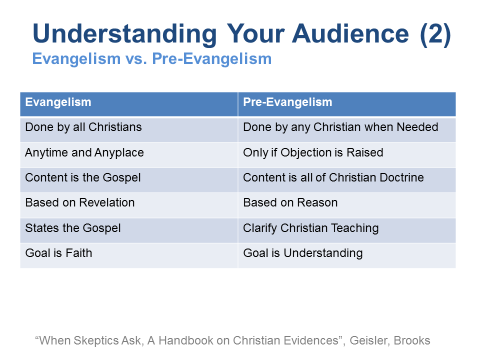 Understanding Your Audience (2)
Evangelism vs. Pre-Evangelism
Evangelism Pre-Evangelism
Done by all Christians Done by any Christian when Needed
Anytime and Anyplace Only if Objection is Raised
Content is the Gospel Content is all of Christian Doctrine
Based on Revelation Based on Reason
States the Gospel Clarify Christian Teaching
Goal is Faith Goal is Understanding
“When Skeptics Ask, A Handbook on Christian Evidences”, Geisler, Brooks